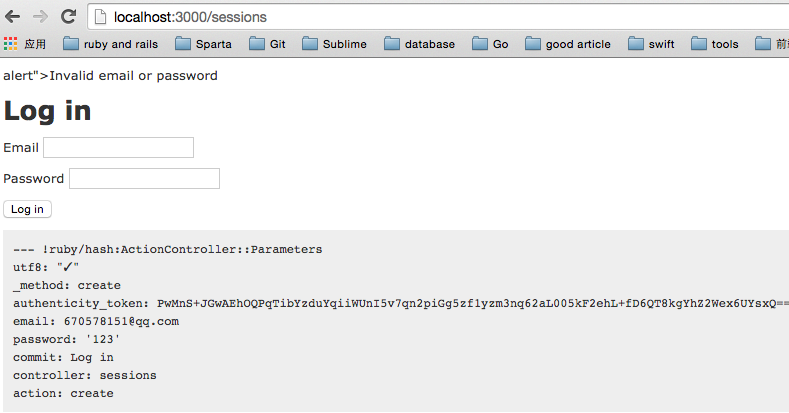 localhost:3000/sessions
应用 ruby and rails Sparta Git Sublime database Go good article swift tools 前
alert">Invalid email or password
Log in
Email
Password
Log in
--- !ruby/hash:ActionController::Parameters
utf8: "✓"
_method: create
authenticity_token: PwMnS+JGwAEhOQPqTibYzduYqiiWUnI5v7qn2piGg5zf1yzm3nq62aL005kF2ehL+fD6QT8kgYhZ2Wex6UYsxQ==
email: 670578151@qq.com
password: '123'
commit: Log in
controller: sessions
action: create